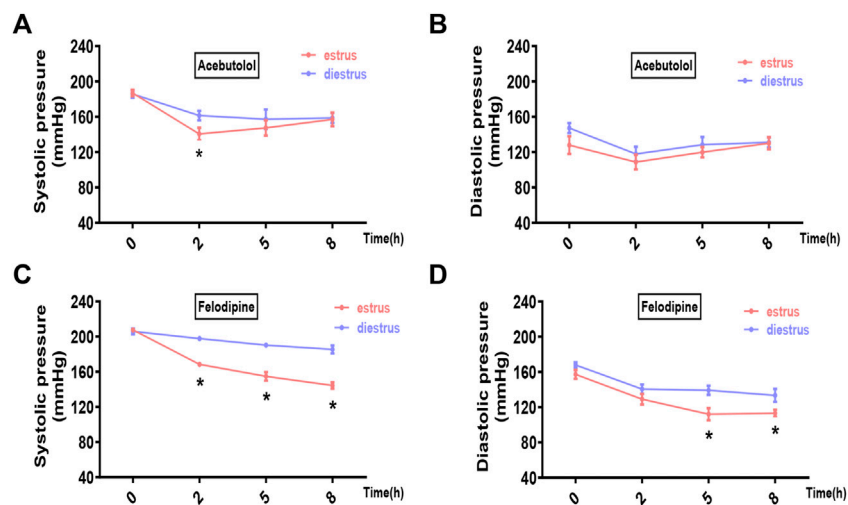 A
Acebutolol
estrus
diestrus
Systolic pressure
(mmHg)
240
200
160
120
80
40
*
0
2
5
8
Time(h)
B
Acebutolol
estrus
diestrus
Diastolic pressure
(mmHg)
240
200
160
120
80
40
0
2
5
8
Time(h)
C
Felodipine
estrus
diestrus
Systolic pressure
(mmHg)
240
200
160
120
80
40
*
*
*
0
2
5
8
Time(h)
D
Felodipine
estrus
diestrus
Diastolic pressure
(mmHg)
240
200
160
120
80
40
*
*
0
2
5
8
Time(h)